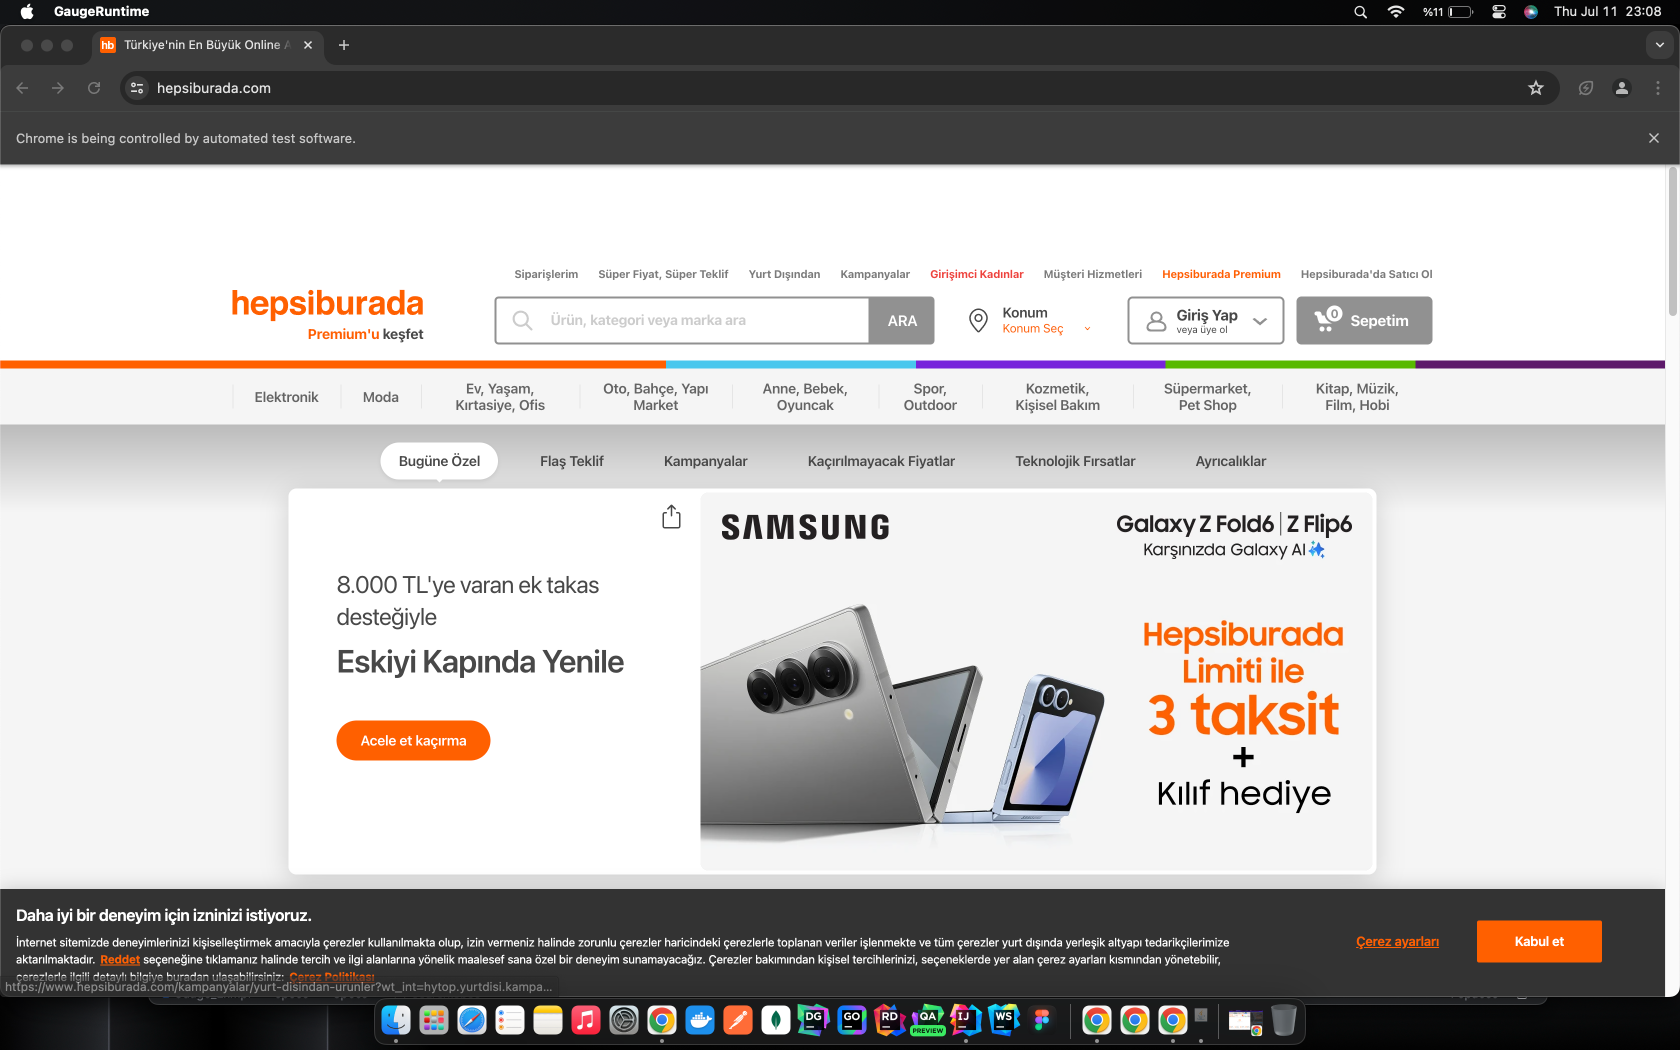 GaugeRuntime
%11
Thu Jul 11 23:08
hb Türkiye'nin En Büyük Online A
hepsiburada.com
Chrome is being controlled by automated test software.
Siparişlerim Süper Fiyat, Süper Teklif Yurt Dışından Kampanyalar Girişimci Kadınlar Müşteri Hizmetleri Hepsiburada Premium Hepsiburada'da Satıcı Ol
hepsiburada
Premium'u keşfet
Ürün, kategori veya marka ara
ARA
Konum
Konum Seç
Giriş Yap
veya üye ol
0
Sepetim
Elektronik
Moda
Ev, Yaşam,
Kırtasiye, Ofis
Oto, Bahçe, Yapı
Market
Anne, Bebek,
Oyuncak
Spor,
Outdoor
Kozmetik,
Kişisel Bakım
Süpermarket,
Pet Shop
Kitap, Müzik,
Film, Hobi
Bugüne Özel Flaş Teklif Kampanyalar Kaçırılmayacak Fiyatlar Teknolojik Fırsatlar Ayrıcalıklar
8.000 TL'ye varan ek takas
desteğiyle
Eskiyi Kapında Yenile
Acele et kaçırma
SAMSUNG
Galaxy Z Fold6 | Z Flip6
Karşınızda Galaxy AI
Hepsiburada
Limiti ile
3 taksit
+
Kılıf hediye
Daha iyi bir deneyim için izninizi istiyoruz.
İnternet sitemizde deneyimlerinizi kişiselleştirmek amacıyla çerezler kullanılmakta olup, izin vermeniz halinde zorunlu çerezler haricindeki çerezlerle toplanan veriler işlenmekte ve tüm çerezler yurt dışında yerleşik altyapı tedarikçilerimize
aktarılmaktadır. Reddet seçeneğine tıklamanız halinde tercih ve ilgi alanlarına yönelik maalesef sana özel bir deneyim sunamayacağız. Çerezler bakımından kişisel tercihlerinizi, seçeneklerde yer alan çerez ayarları kısmından yönetebilir,
çerezlerle ilgili detaylı bilgiye buradan ulaşabilirsiniz: Çerez Politikası
Çerez ayarları
Kabul et
https://www.hepsiburada.com/kampanyalar/yurt-disindan-urunler?wt_int=hytop.yurtdisi.kampa...
DG
GO
RD
QA
PREVIEW
IJ
WS